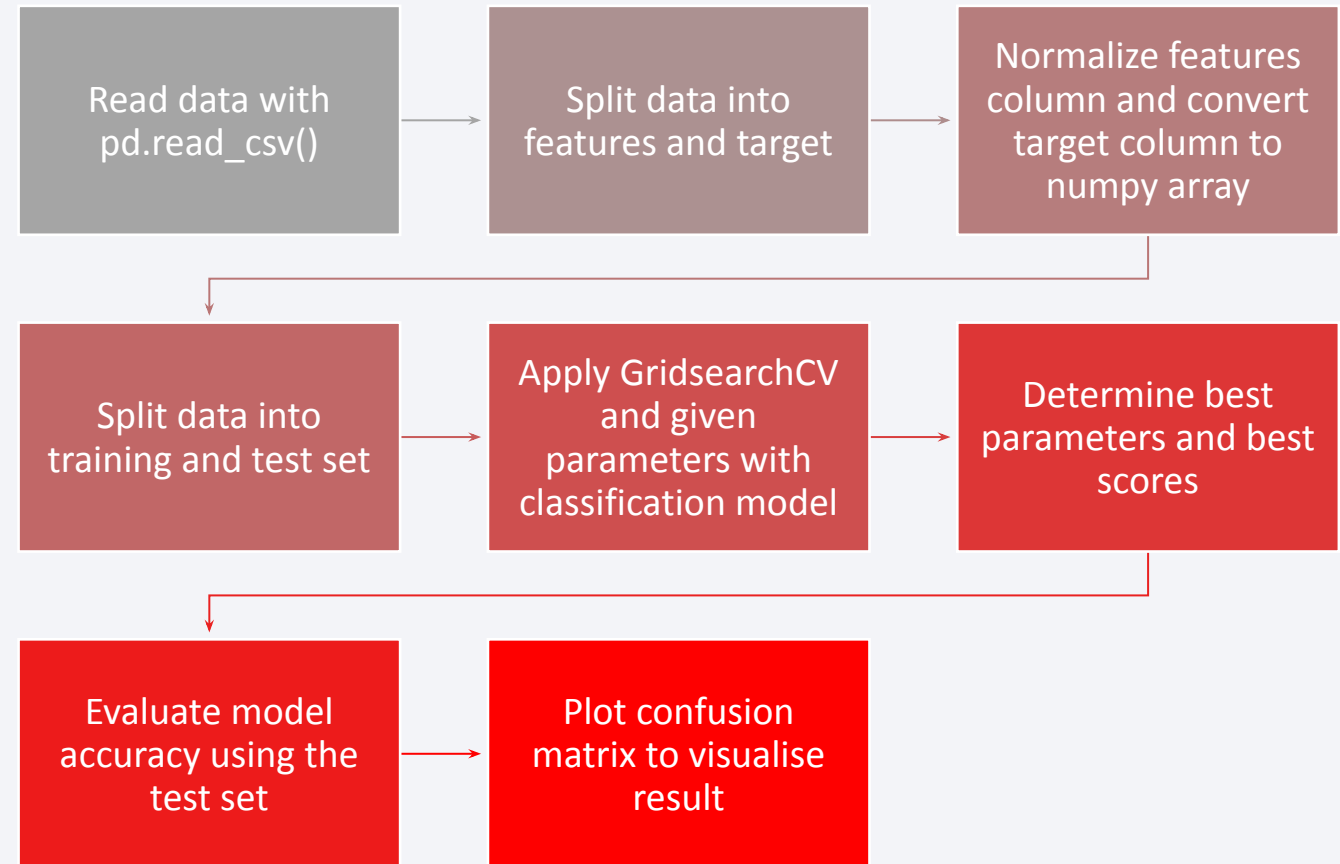 Read data with
pd.read_csv()
Split data into
features and target
Normalize features
column and convert
target column to
numpy array
Split data into
training and test set
Apply GridsearchCV
and given
parameters with
classification model
Determine best
parameters and best
scores
Evaluate model
accuracy using the
test set
Plot confusion
matrix to visualise
result